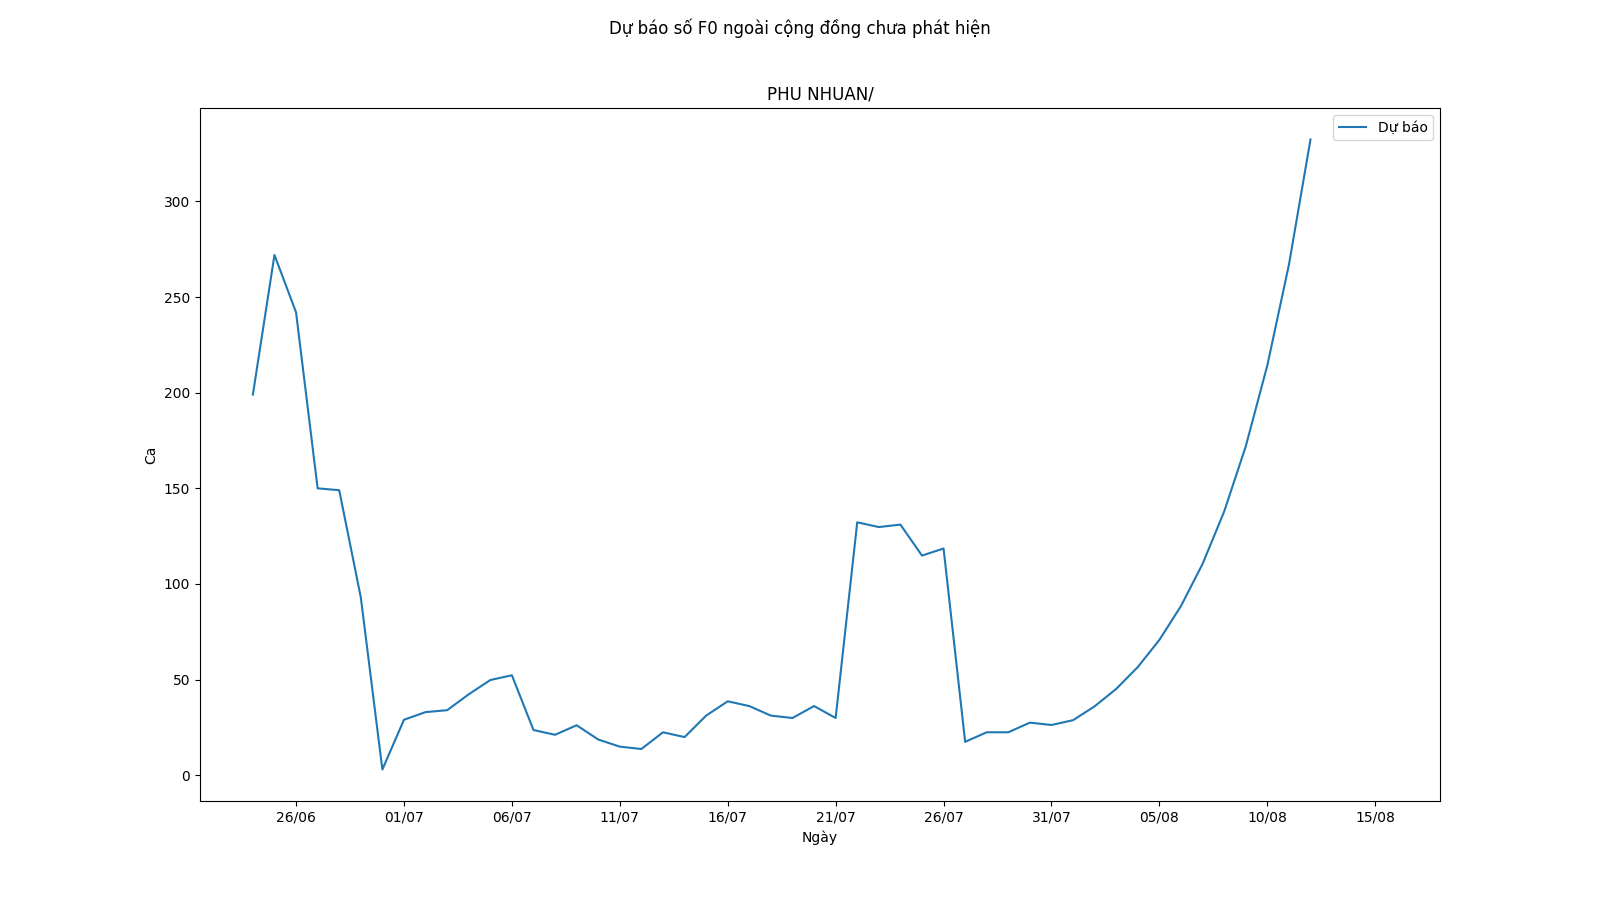 Dự báo số F0 ngoài cộng đồng chưa phát hiện
PHU NHUAN/
Dự báo
300
250
200
150
100
50
0
Ca
26/06 01/07 06/07 11/07 16/07 21/07 26/07 31/07 05/08 10/08 15/08
Ngày